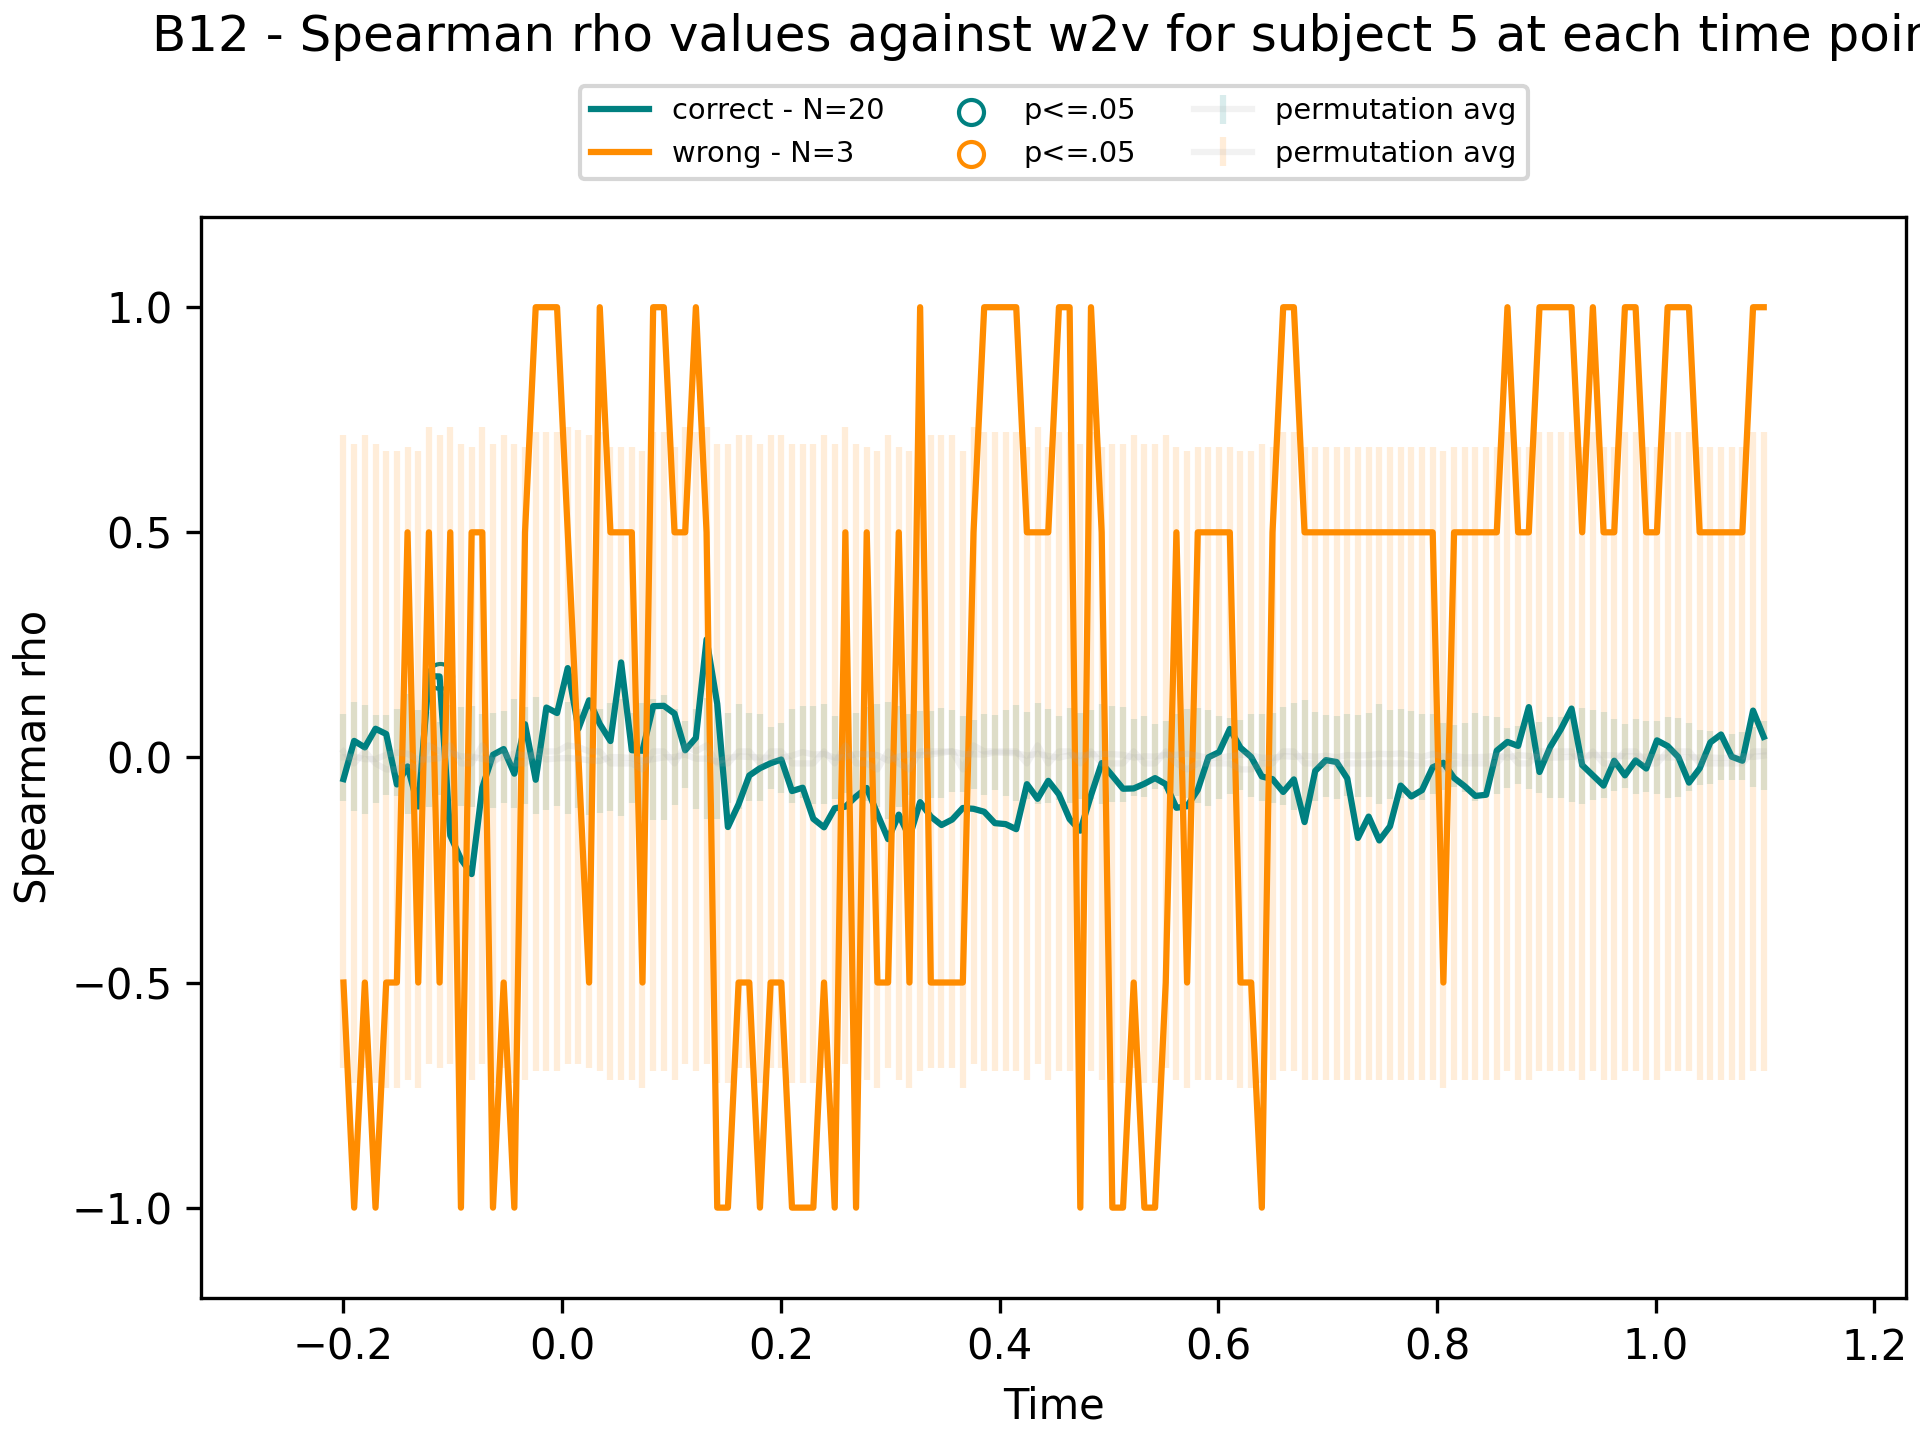 B12 - Spearman rho values against w2v for subject 5 at each time poin
correct - N=20 p<=.05 permutation avg
wrong - N=3 p<=.05 permutation avg
1.0
0.5
0.0
−0.5
−1.0
Spearman rho
−0.2 0.0 0.2 0.4 0.6 0.8 1.0 1.2
Time